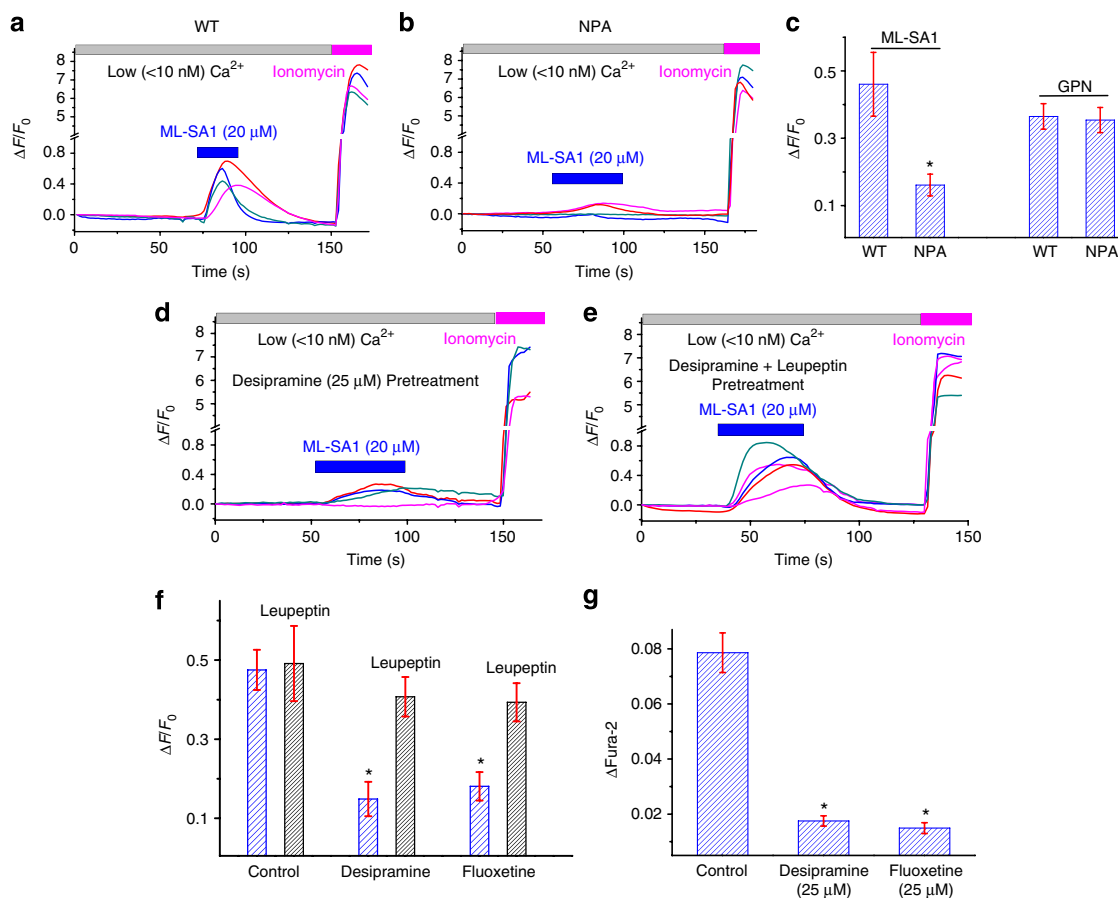 a
WT
Low (<10 nM) Ca²⁺
Ionomycin
ML-SA1 (20 μM)
ΔF/F₀
8
7
6
5
0.8
0.4
0.0
0
50
100
150
Time (s)
b
NPA
Low (<10 nM) Ca²⁺
Ionomycin
ML-SA1 (20 μM)
ΔF/F₀
8
7
6
5
0.8
0.4
0.0
0
50
100
150
Time (s)
c
ML-SA1
GPN
ΔF/F₀
0.5
0.3
0.1
*
WT
NPA
WT
NPA
d
Low (<10 nM) Ca²⁺
Ionomycin
Desipramine (25 μM) Pretreatment
ML-SA1 (20 μM)
ΔF/F₀
8
7
6
5
0.8
0.4
0.0
0
50
100
150
Time (s)
e
Low (<10 nM) Ca²⁺
Ionomycin
Desipramine + Leupeptin
Pretreatment
ML-SA1 (20 μM)
ΔF/F₀
8
7
6
5
0.8
0.4
0.0
0
50
100
150
Time (s)
f
Leupeptin
Leupeptin
Leupeptin
ΔF/F₀
0.5
0.3
0.1
*
*
Control
Desipramine
Fluoxetine
g
ΔFura-2
0.08
0.06
0.04
0.02
*
*
Control
Desipramine
(25 μM)
Fluoxetine
(25 μM)